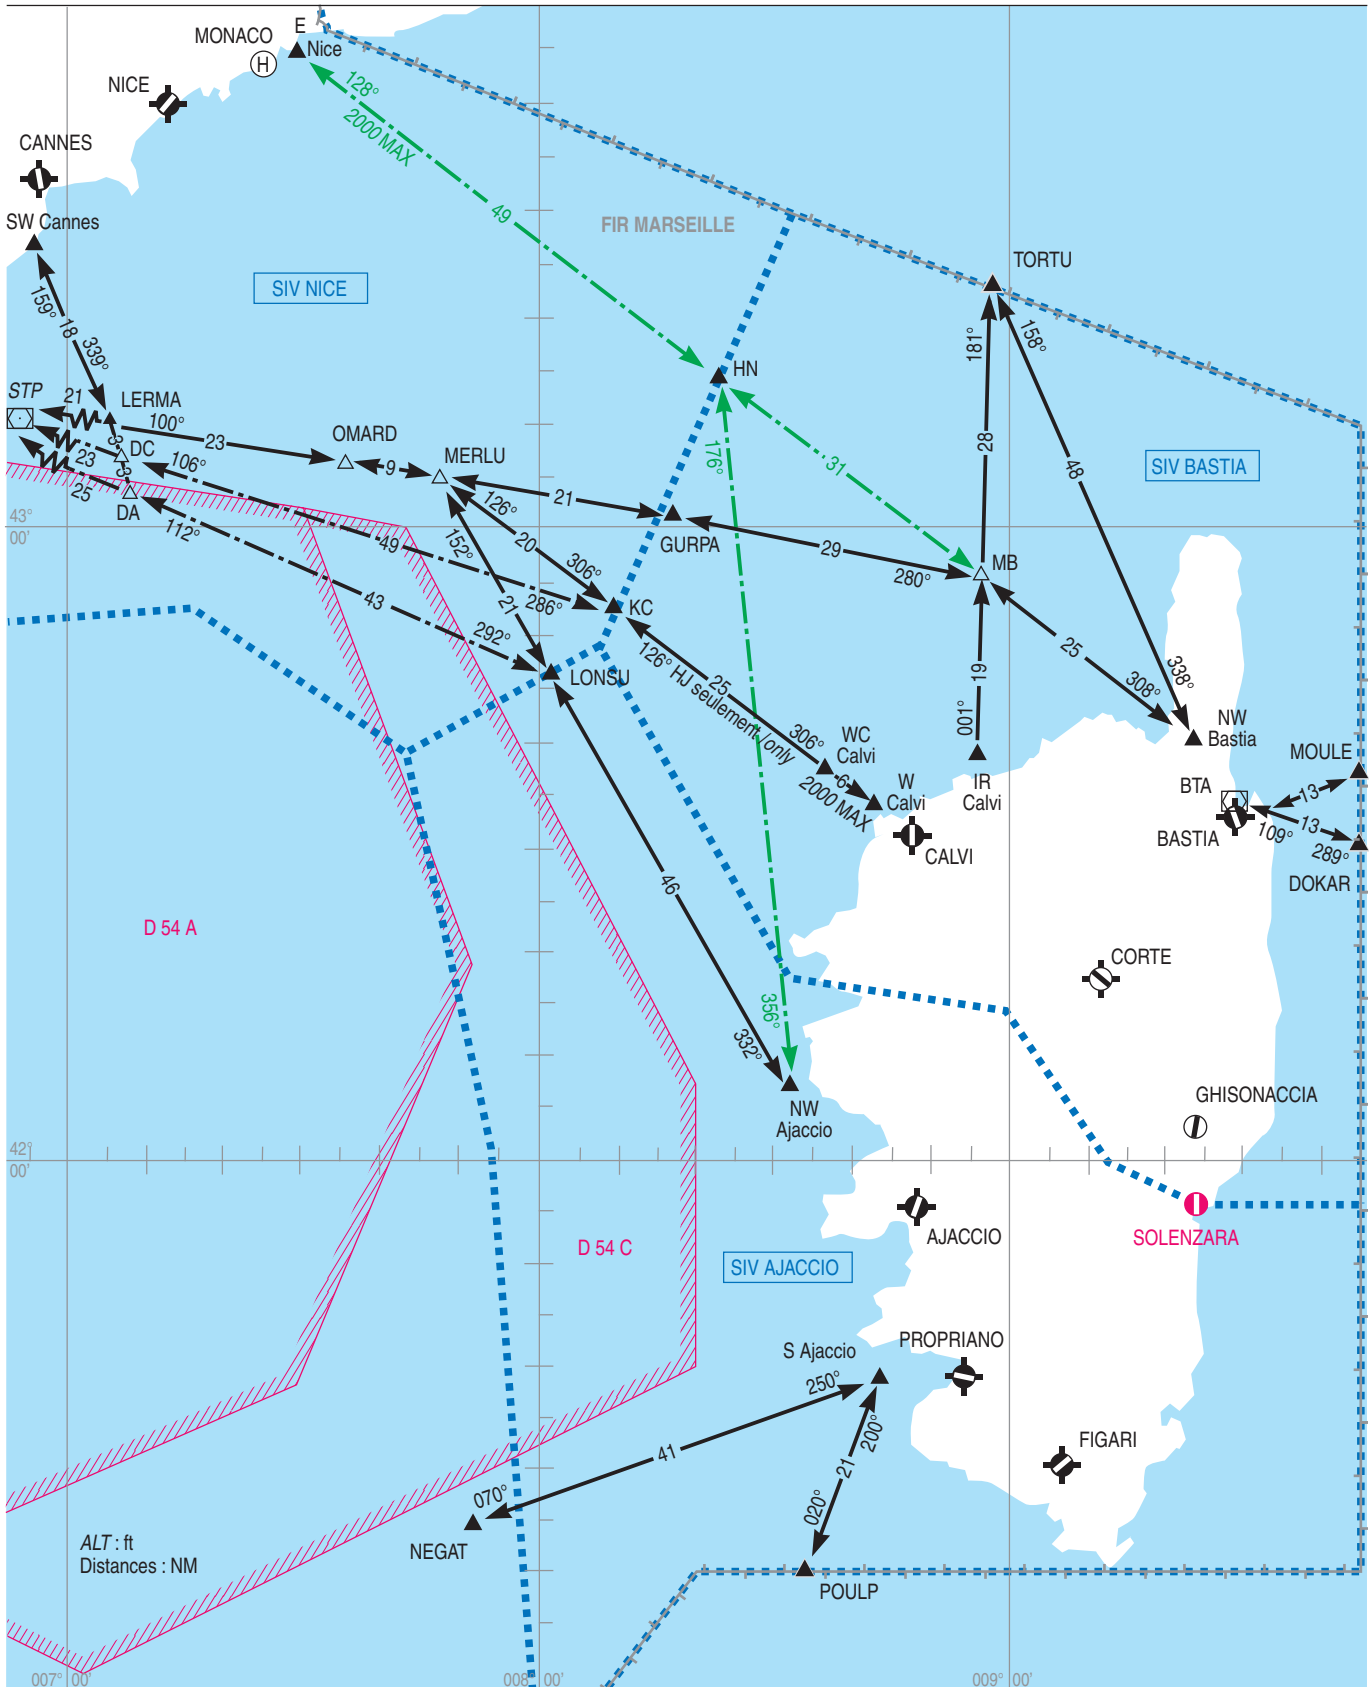 E
MONACO
Nice
H
NICE
128°
2000 MAX
CANNES
SW Cannes
49
FIR MARSEILLE
TORTU
SIV NICE
159°
18
339°
181°
158°
HN
STP
21
LERMA
100°
23
OMARD
9
MERLU
3
DC
23
106°
3
25
DA
112°
176°
31
28
48
SIV BASTIA
126°
21
152°
20
GURPA
29
280°
MB
43°
00'
49
306°
286°
KC
43
21
292°
LONSU
126°
25
HJ seulement /only
306°
WC
Calvi
6
2000 MAX
W
Calvi
19
001°
IR
Calvi
25
308°
338°
NW
Bastia
MOULE
BTA
13
BASTIA
109°
13
289°
DOKAR
CALVI
46
D 54 A
CORTE
356°
332°
NW
Ajaccio
GHISONACCIA
42°
00'
AJACCIO
SOLENZARA
D 54 C
SIV AJACCIO
PROPRIANO
S Ajaccio
250°
200°
41
21
FIGARI
070°
020°
NEGAT
ALT : ft
Distances : NM
POULP
007° 00'
008° 00'
009° 00'